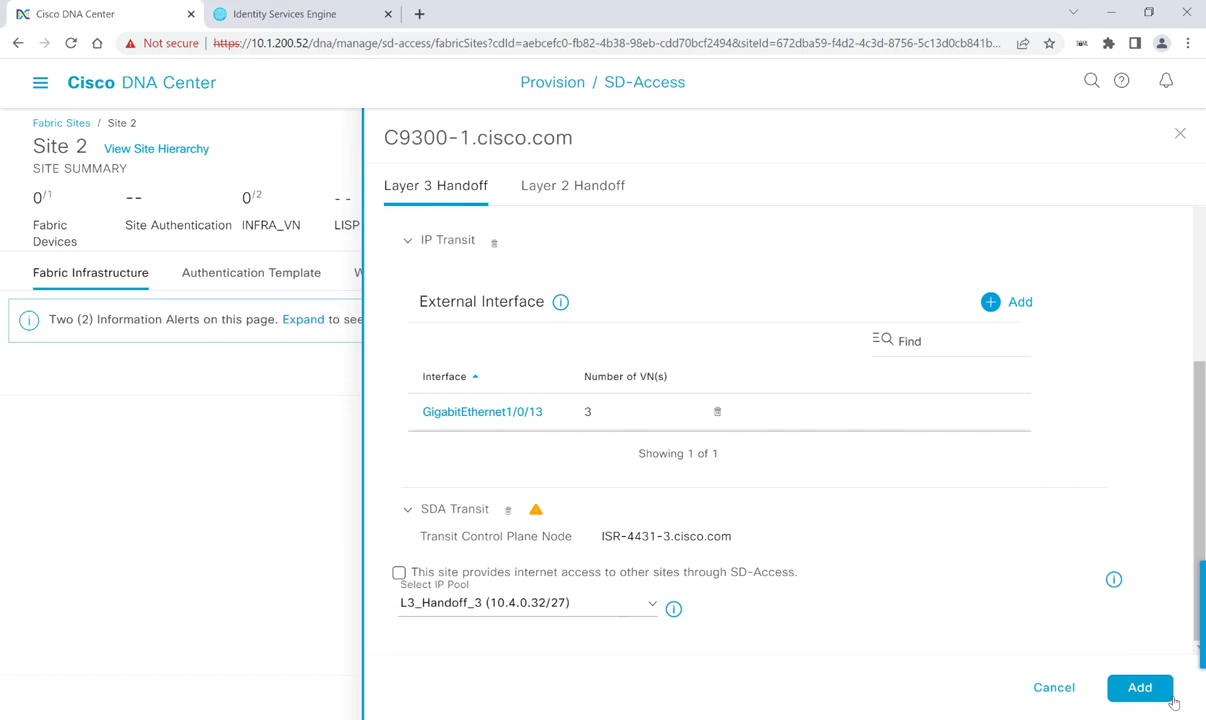 Cisco DNA Center
Identity Services Engine
Not secure
https://10.1.200.52/dna/manage/sd-access/fabricSites?cdId=aebcefc0-fb82-4b38-98eb-cdd70bcf2494&siteId=672dba59-f4d2-4c3d-8756-5c13d0cb841b...
Cisco DNA Center
Provision / SD-Access
Fabric Sites / Site 2
Site 2 View Site Hierarchy
SITE SUMMARY
0/1 -- 0/2 --
Fabric Devices Site Authentication INFRA_VN LISP
Fabric Infrastructure Authentication Template W
Two (2) Information Alerts on this page. Expand to see
C9300-1.cisco.com
Layer 3 Handoff Layer 2 Handoff
IP Transit
External Interface
Add
Find
Interface Number of VN(s)
GigabitEthernet1/0/13 3
Showing 1 of 1
SDA Transit
Transit Control Plane Node ISR-4431-3.cisco.com
This site provides internet access to other sites through SD-Access.
Select IP Pool
L3_Handoff_3 (10.4.0.32/27)
Cancel Add